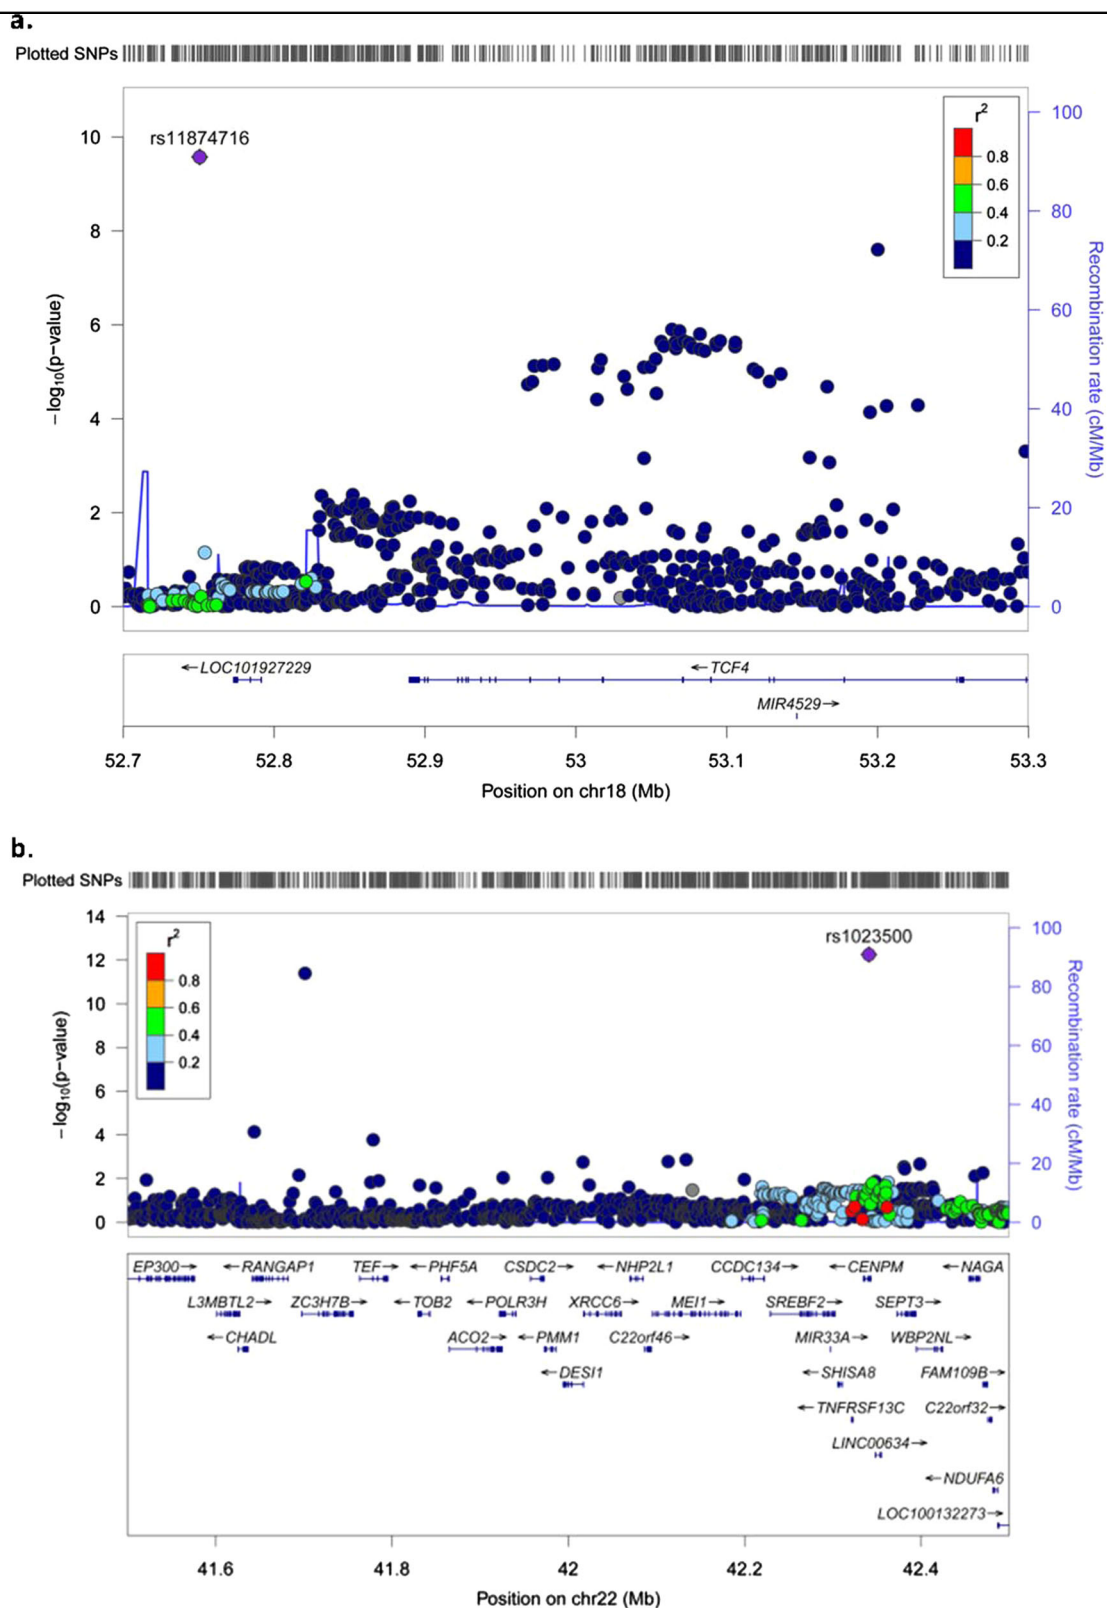 a.
Plotted SNPs
rs11874716
r2
0.8
0.6
0.4
0.2
10
8
6
4
2
0
−log10(p−value)
100
80
60
40
20
0
Recombination rate (cM/Mb)
←LOC101927229
←TCF4
MIR4529→
52.7 52.8 52.9 53 53.1 53.2 53.3
Position on chr18 (Mb)
b.
Plotted SNPs
rs1023500
r2
0.8
0.6
0.4
0.2
14
12
10
8
6
4
2
0
−log10(p−value)
100
80
60
40
20
0
Recombination rate (cM/Mb)
EP300→ ←RANGAP1 TEF→ ←PHF5A CSDC2→ ←NHP2L1 CCDC134→ ←CENPM ←NAGA
L3MBTL2→ ZC3H7B→ ←TOB2 ←POLR3H XRCC6→ MEI1→ SREBF2→ SEPT3→
←CHADL ACO2→ ←PMM1 C22orf46→ MIR33A→ WBP2NL→
←DESI1 ←SHISA8 FAM109B→
←TNFRSF13C C22orf32→
LINC00634→
←NDUFA6
LOC100132273→
41.6 41.8 42 42.2 42.4
Position on chr22 (Mb)